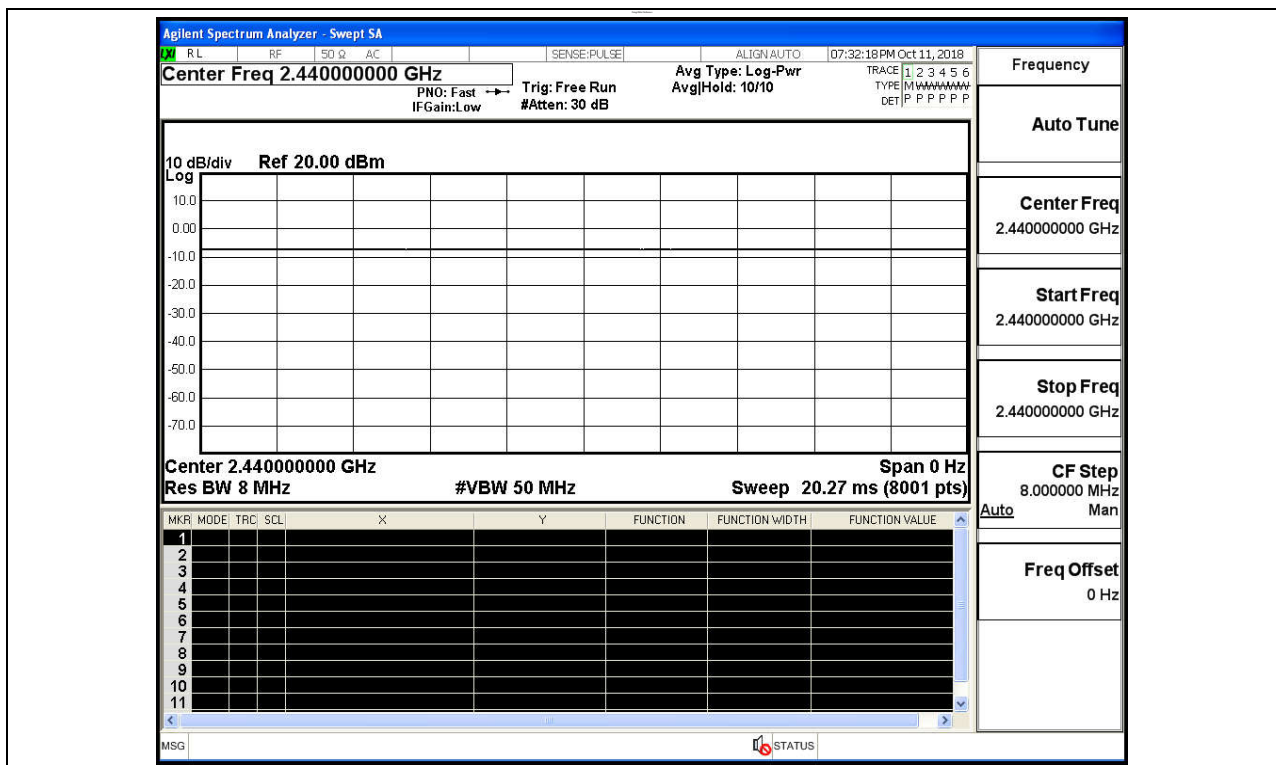 Agilent Spectrum Analyzer - Swept SA
LXI RL RF 50 Ω AC SENSE:PULSE ALIGN AUTO 07:32:18 PM Oct 11, 2018
Center Freq 2.440000000 GHz
PNO: Fast
IFGain:Low
Trig: Free Run
#Atten: 30 dB
Avg Type: Log-Pwr
Avg|Hold: 10/10
TRACE 1 2 3 4 5 6
TYPE M WWWWW
DET P P P P P P
10 dB/div Ref 20.00 dBm
Log
10.0
0.00
-10.0
-20.0
-30.0
-40.0
-50.0
-60.0
-70.0
Center 2.440000000 GHz Span 0 Hz
Res BW 8 MHz #VBW 50 MHz Sweep 20.27 ms (8001 pts)
MKR MODE TRC SCL X Y FUNCTION FUNCTION WIDTH FUNCTION VALUE
1
2
3
4
5
6
7
8
9
10
11
MSG STATUS
Frequency
Auto Tune
Center Freq
2.440000000 GHz
Start Freq
2.440000000 GHz
Stop Freq
2.440000000 GHz
CF Step
8.000000 MHz
Auto Man
Freq Offset
0 Hz